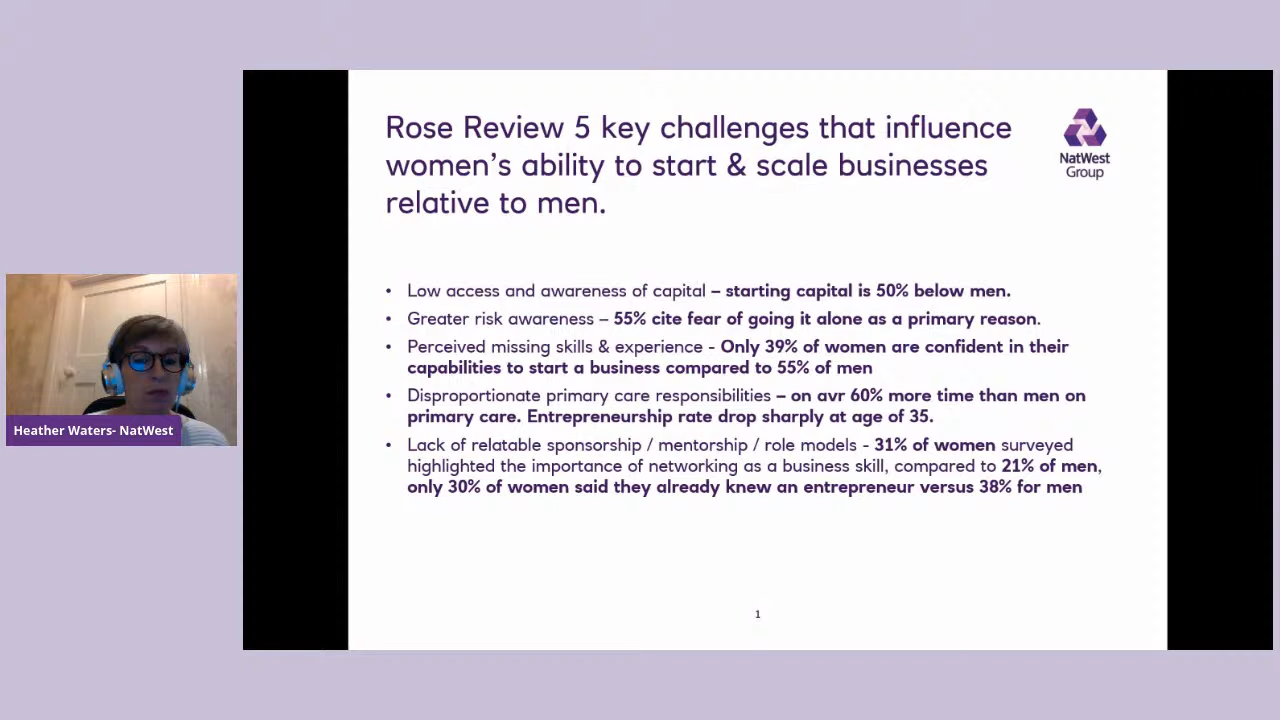 Rose Review 5 key challenges that influence
women's ability to start & scale businesses
relative to men.
NatWest
Group
• Low access and awareness of capital – starting capital is 50% below men.
• Greater risk awareness – 55% cite fear of going it alone as a primary reason.
• Perceived missing skills & experience - Only 39% of women are confident in their
capabilities to start a business compared to 55% of men
• Disproportionate primary care responsibilities – on avr 60% more time than men on
primary care. Entrepreneurship rate drop sharply at age of 35.
• Lack of relatable sponsorship / mentorship / role models - 31% of women surveyed
highlighted the importance of networking as a business skill, compared to 21% of men,
only 30% of women said they already knew an entrepreneur versus 38% for men
Heather Waters- NatWest
1